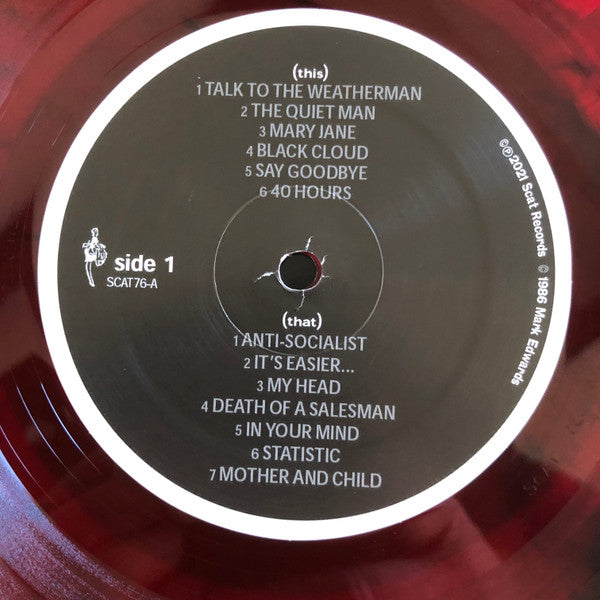 (this)
1 TALK TO THE WEATHERMAN
2 THE QUIET MAN
3 MARY JANE
4 BLACK CLOUD
5 SAY GOODBYE
6 40 HOURS
side 1
SCAT76-A
(that)
1 ANTI-SOCIALIST
2 IT'S EASIER...
3 MY HEAD
4 DEATH OF A SALESMAN
5 IN YOUR MIND
6 STATISTIC
7 MOTHER AND CHILD
©℗2021 Scat Records © 1986 Mark Edwards